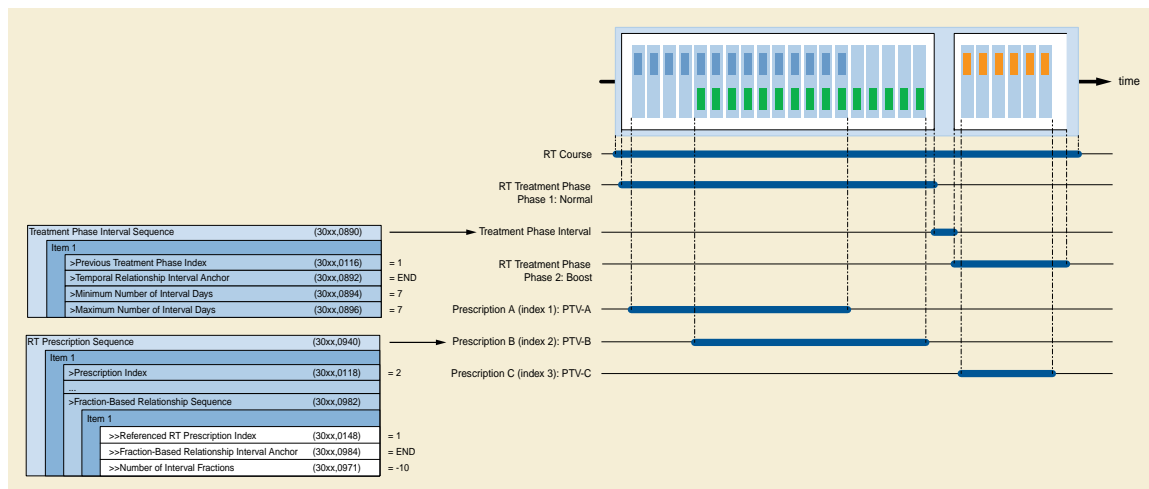 time
RT Course
RT Treatment Phase
Phase 1: Normal
Treatment Phase Interval
RT Treatment Phase
Phase 2: Boost
Prescription A (index 1): PTV-A
Prescription B (index 2): PTV-B
Prescription C (index 3): PTV-C
Treatment Phase Interval Sequence (30xx,0890)
Item 1
>Previous Treatment Phase Index (30xx,0116) = 1
>Temporal Relationship Interval Anchor (30xx,0892) = END
>Minimum Number of Interval Days (30xx,0894) = 7
>Maximum Number of Interval Days (30xx,0896) = 7
RT Prescription Sequence (30xx,0940)
Item 1
>Prescription Index (30xx,0118) = 2
...
>Fraction-Based Relationship Sequence (30xx,0982)
Item 1
>>Referenced RT Prescription Index (30xx,0148) = 1
>>Fraction-Based Relationship Interval Anchor (30xx,0984) = END
>>Number of Interval Fractions (30xx,0971) = -10